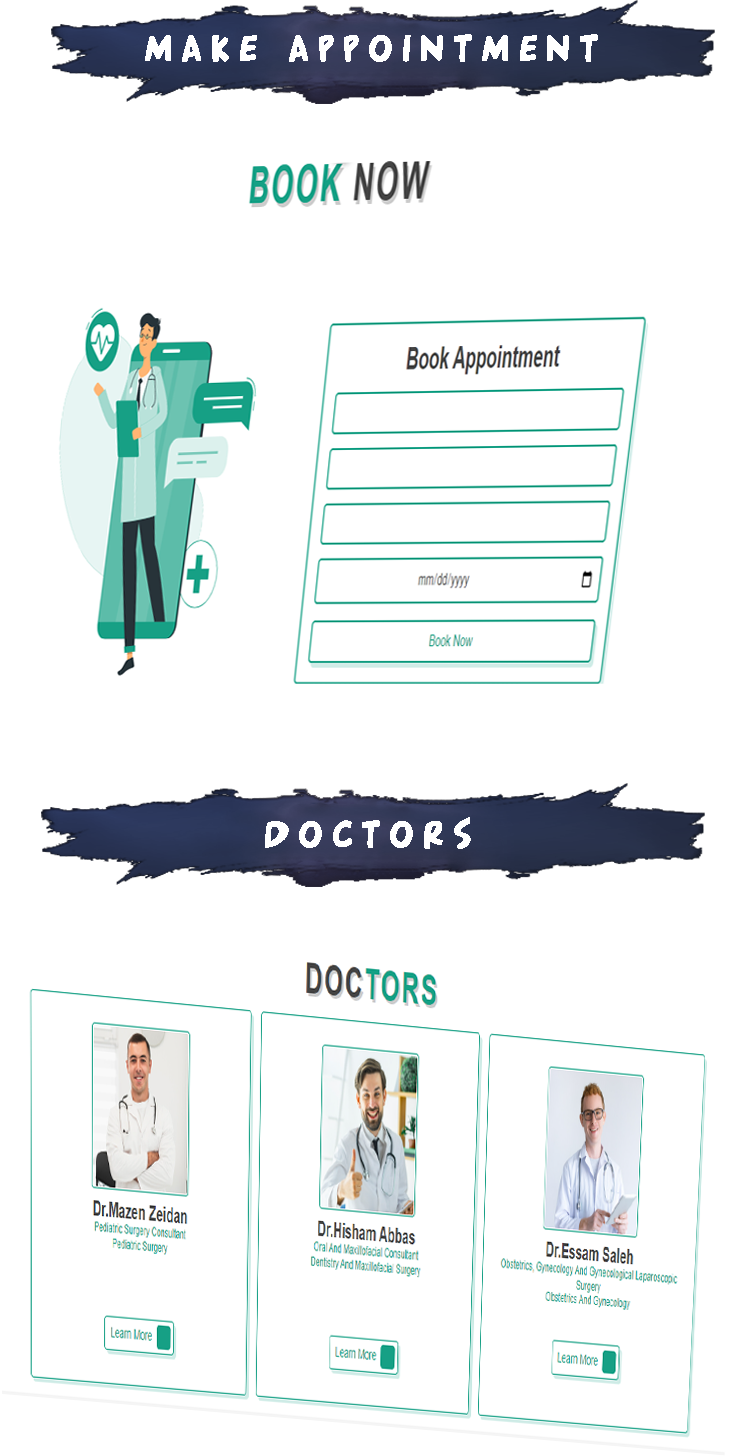 MAKE APPOINTMENT
BOOK NOW
Book Appointment
mm/dd/yyyy
Book Now
DOCTORS
DOCTORS
Dr.Mazen Zeidan
Pediatric Surgery Consultant
Pediatric Surgery
Learn More
Dr.Hisham Abbas
Oral And Maxillofacial Consultant
Dentistry And Maxillofacial Surgery
Learn More
Dr.Essam Saleh
Obstetrics, Gynecology And Gynecological Laparoscopic
Surgery
Obstetrics And Gynecology
Learn More